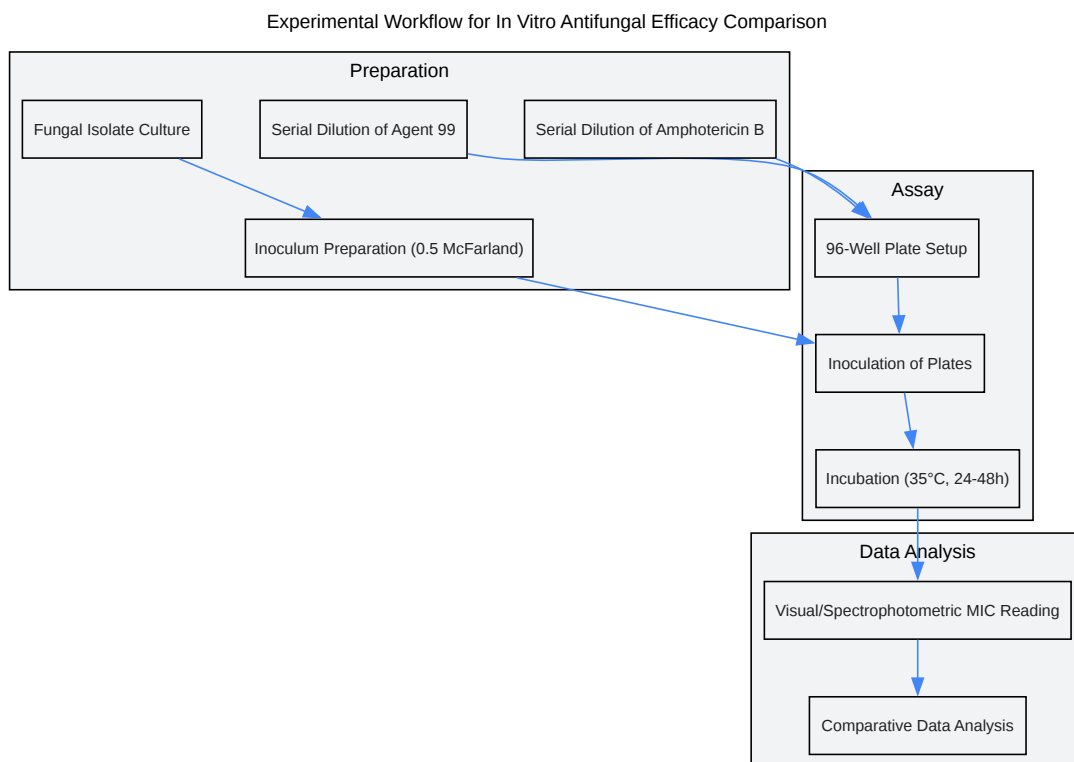 Experimental Workflow for In Vitro Antifungal Efficacy Comparison
Preparation
Fungal Isolate Culture
Serial Dilution of Agent 99
Serial Dilution of Amphotericin B
Inoculum Preparation (0.5 McFarland)
Assay
96-Well Plate Setup
Inoculation of Plates
Incubation (35°C, 24-48h)
Data Analysis
Visual/Spectrophotometric MIC Reading
Comparative Data Analysis